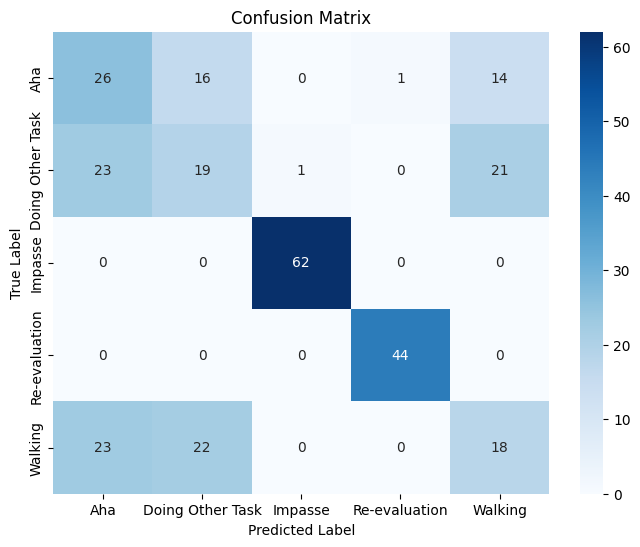 Confusion Matrix
True Label
Aha
26 16 0 1 14
Doing Other Task
23 19 1 0 21
Impasse
0 0 62 0 0
Re-evaluation
0 0 0 44 0
Walking
23 22 0 0 18
Aha Doing Other Task Impasse Re-evaluation Walking
Predicted Label
60
50
40
30
20
10
0